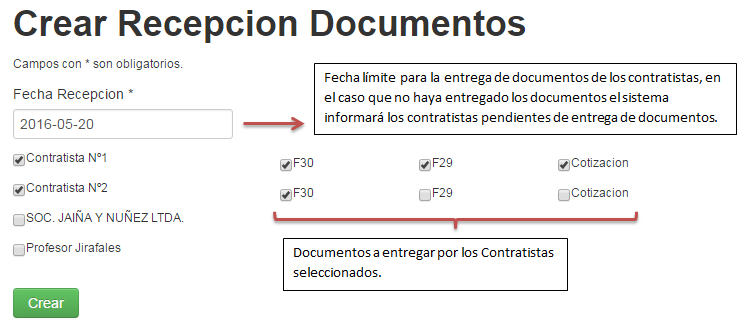 Crear Recepcion Documentos
Campos con * son obligatorios.
Fecha Recepcion *
2016-05-20
Fecha límite para la entrega de documentos de los contratistas, en
el caso que no haya entregado los documentos el sistema
informará los contratistas pendientes de entrega de documentos.
Contratista Nº1
F30 F29 Cotizacion
Contratista Nº2
F30 F29 Cotizacion
SOC. JAIÑA Y NUÑEZ LTDA.
Profesor Jirafales
Documentos a entregar por los Contratistas
seleccionados.
Crear